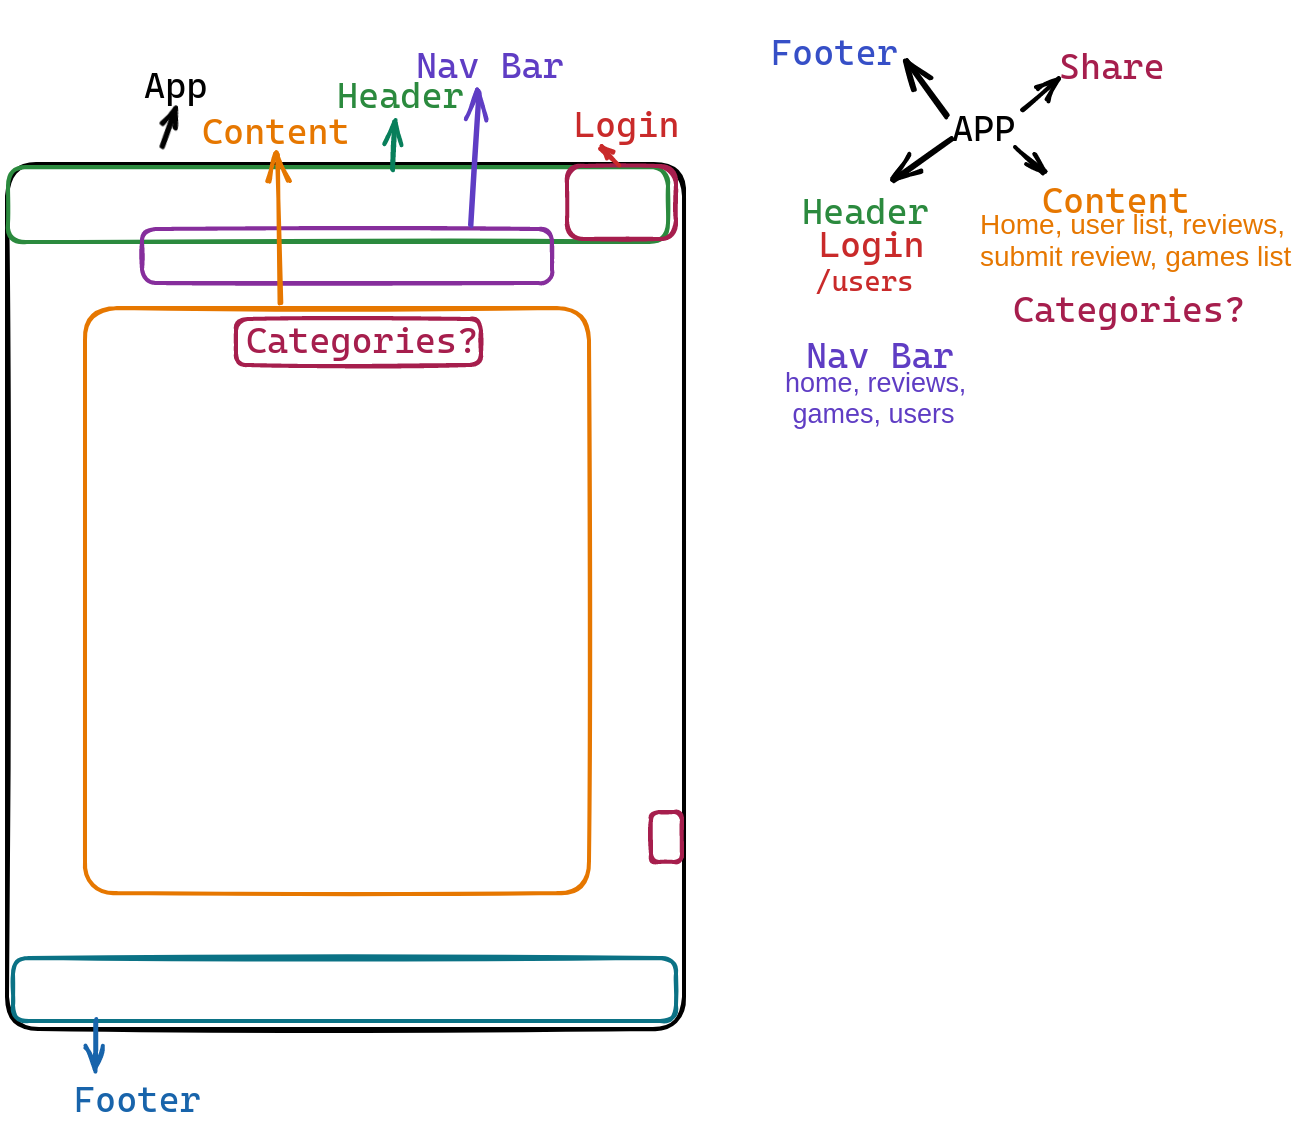 App
Content
Header
Nav Bar
Login
Categories?
Footer
Footer
Share
APP
Header
Login
/users
Nav Bar
home, reviews,
games, users
Content
Home, user list, reviews,
submit review, games list
Categories?